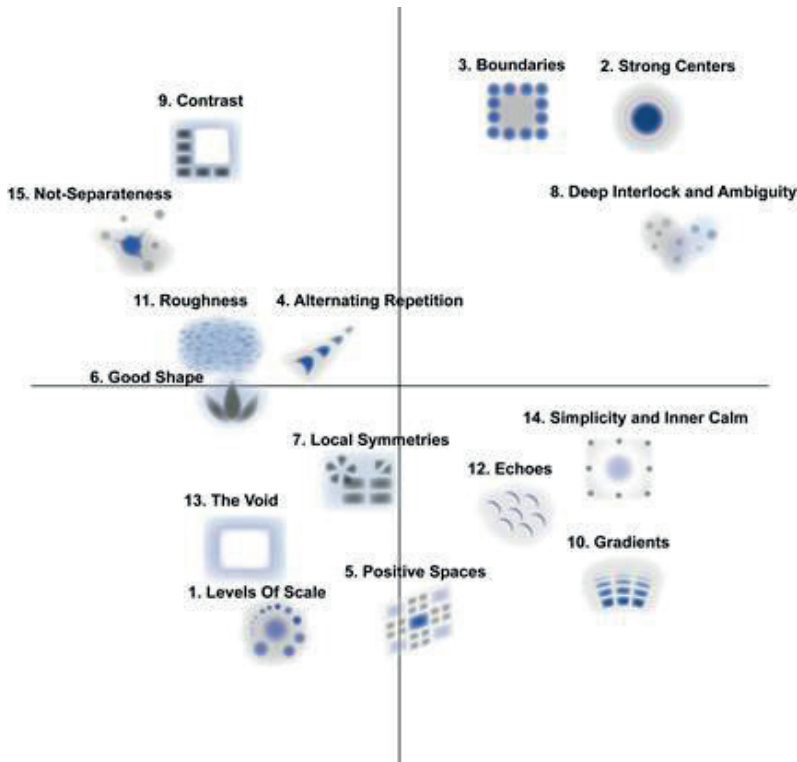 3. Boundaries
2. Strong Centers
9. Contrast
15. Not-Separateness
8. Deep Interlock and Ambiguity
11. Roughness
4. Alternating Repetition
6. Good Shape
14. Simplicity and Inner Calm
7. Local Symmetries
12. Echoes
13. The Void
10. Gradients
5. Positive Spaces
1. Levels Of Scale